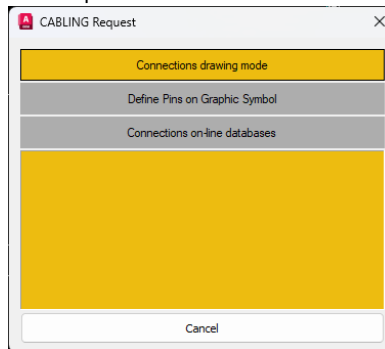 CABLING Request
Connections drawing mode
Define Pins on Graphic Symbol
Connections on-line databases
Cancel